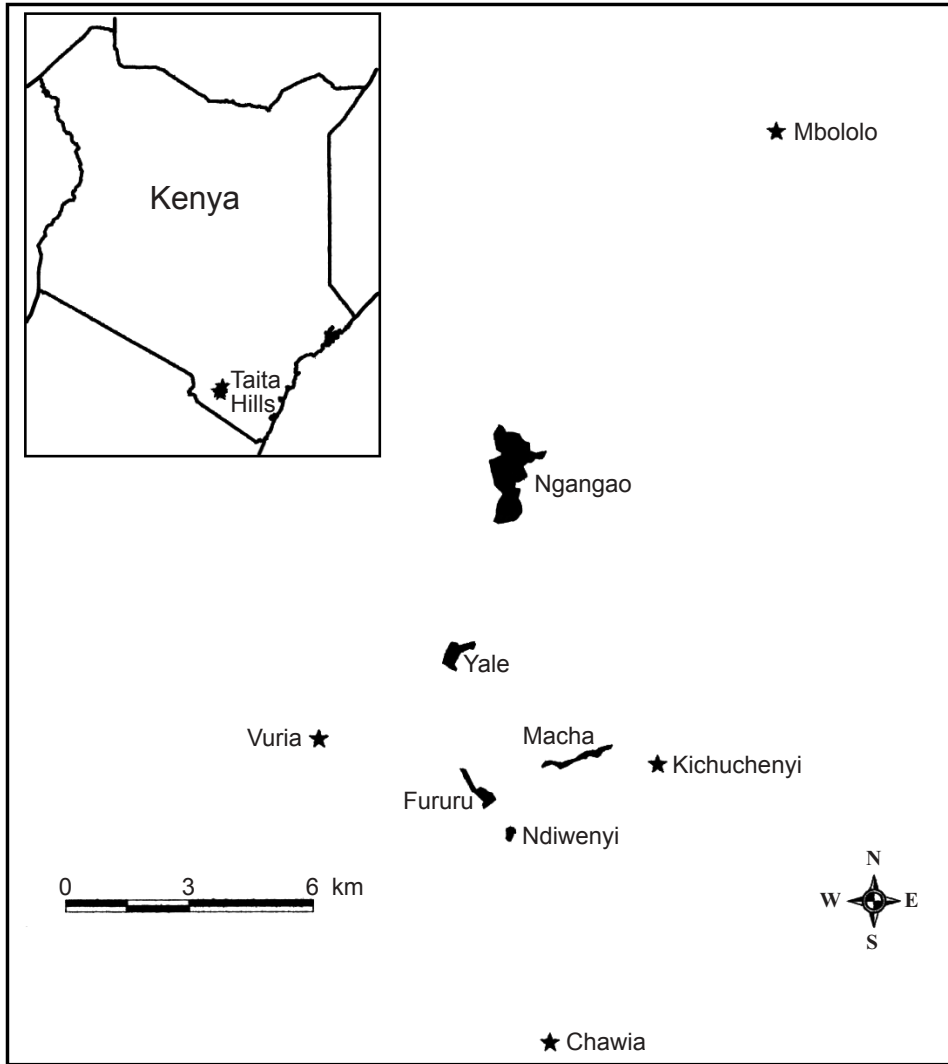 Kenya
Taita
Hills
Mbololo
Ngangao
Yale
Vuria
Macha
Kichuchenyi
Fururu
Ndiwenyi
0 3 6 km
N
W E
S
Chawia